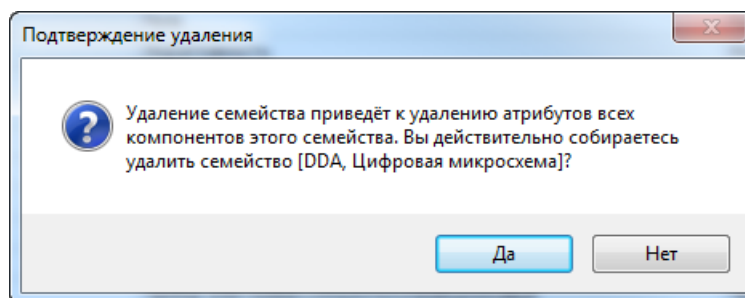 Подтверждение удаления
Удаление семейства приведёт к удалению атрибутов всех
компонентов этого семейства. Вы действительно собираетесь
удалить семейство [DDA, Цифровая микросхема]?
Да
Нет